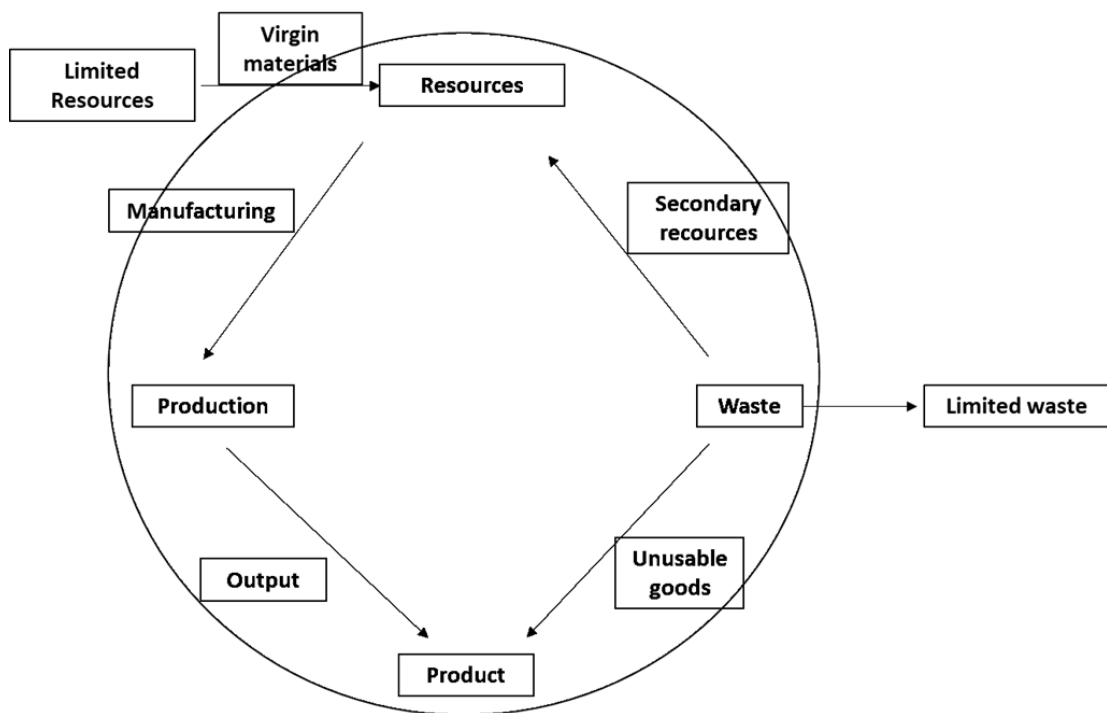 Virgin
materials
Limited
Resources
Resources
Manufacturing
Secondary
recources
Production
Waste
Limited waste
Output
Unusable
goods
Product